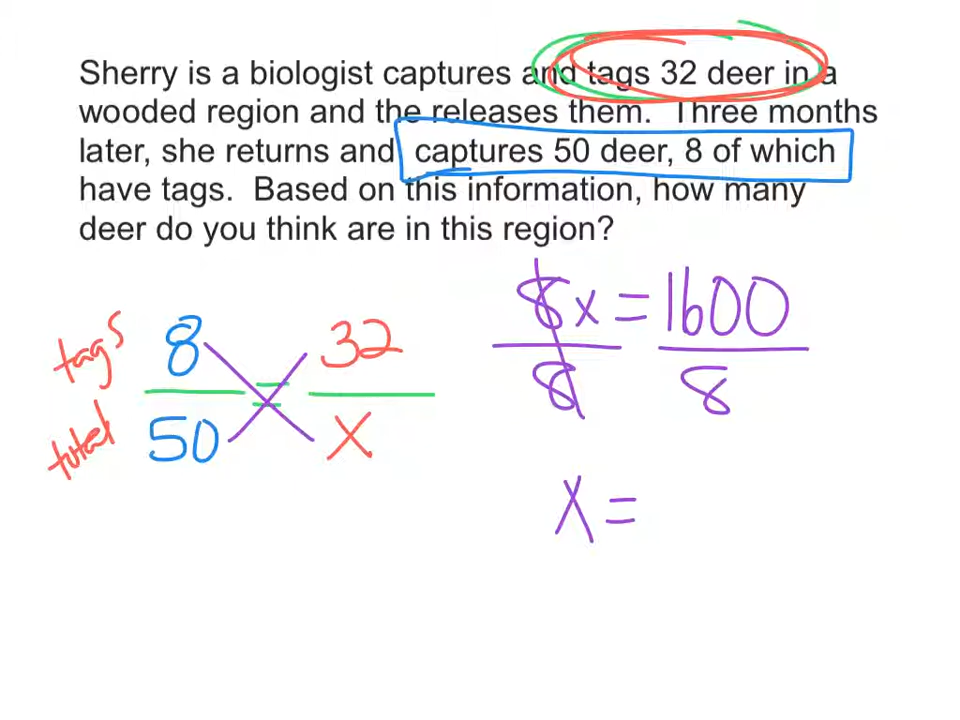 Sherry is a biologist captures and tags 32 deer in a
wooded region and the releases them. Three months
later, she returns and captures 50 deer, 8 of which
have tags. Based on this information, how many
deer do you think are in this region?
tags 8 = 32
total 50 X
8x = 1600
8 8
X =